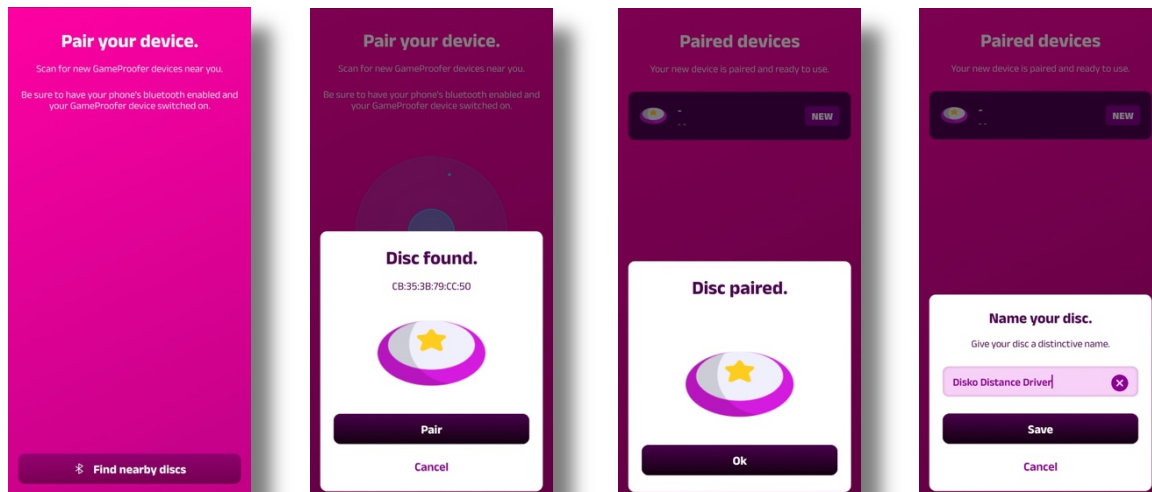 Pair your device.
Scan for new GameProofer devices near you.
Be sure to have your phone's bluetooth enabled and
your GameProofer device switched on.
Find nearby discs
Pair your device.
Scan for new GameProofer devices near you.
Be sure to have your phone's bluetooth enabled and
your GameProofer device switched on.
Disc found.
CB:35:3B:79:CC:50
Pair
Cancel
Paired devices
Your new device is paired and ready to use.
-
NEW
- -
Disc paired.
Ok
Paired devices
Your new device is paired and ready to use.
-
NEW
- -
Name your disc.
Give your disc a distinctive name.
Disko Distance Driver
Save
Cancel